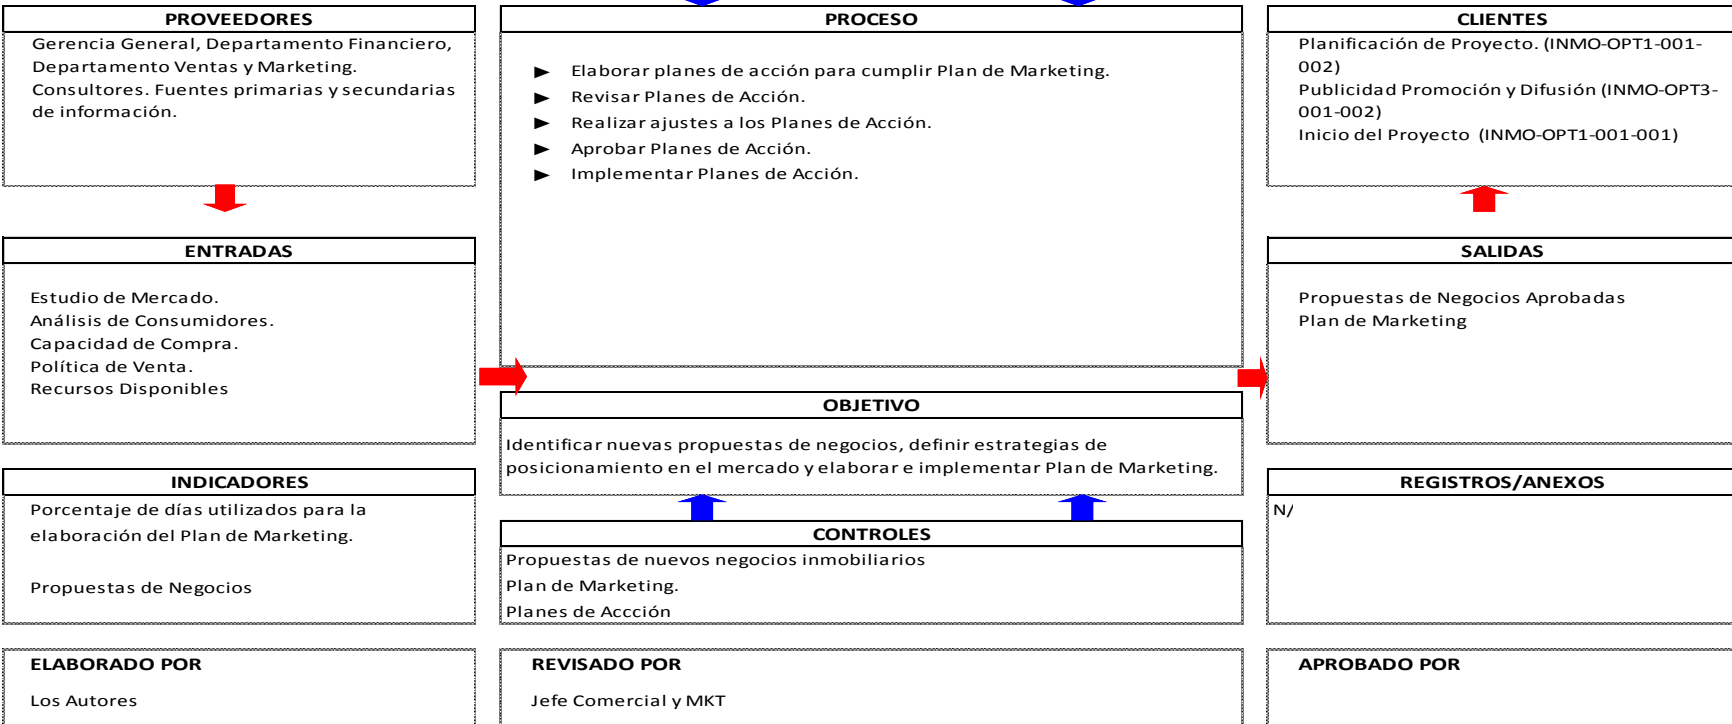 PROVEEDORES
Gerencia General, Departamento Financiero,
Departamento Ventas y Marketing.
Consultores. Fuentes primarias y secundarias
de información.
PROCESO
► Elaborar planes de acción para cumplir Plan de Marketing.
► Revisar Planes de Acción.
► Realizar ajustes a los Planes de Acción.
► Aprobar Planes de Acción.
► Implementar Planes de Acción.
CLIENTES
Planificación de Proyecto. (INMO-OPT1-001-
002)
Publicidad Promoción y Difusión (INMO-OPT3-
001-002)
Inicio del Proyecto (INMO-OPT1-001-001)
ENTRADAS
Estudio de Mercado.
Análisis de Consumidores.
Capacidad de Compra.
Política de Venta.
Recursos Disponibles
SALIDAS
Propuestas de Negocios Aprobadas
Plan de Marketing
OBJETIVO
Identificar nuevas propuestas de negocios, definir estrategias de
posicionamiento en el mercado y elaborar e implementar Plan de Marketing.
INDICADORES
Porcentaje de días utilizados para la
elaboración del Plan de Marketing.
Propuestas de Negocios
CONTROLES
Propuestas de nuevos negocios inmobiliarios
Plan de Marketing.
Planes de Accción
REGISTROS/ANEXOS
N/
ELABORADO POR
Los Autores
REVISADO POR
Jefe Comercial y MKT
APROBADO POR